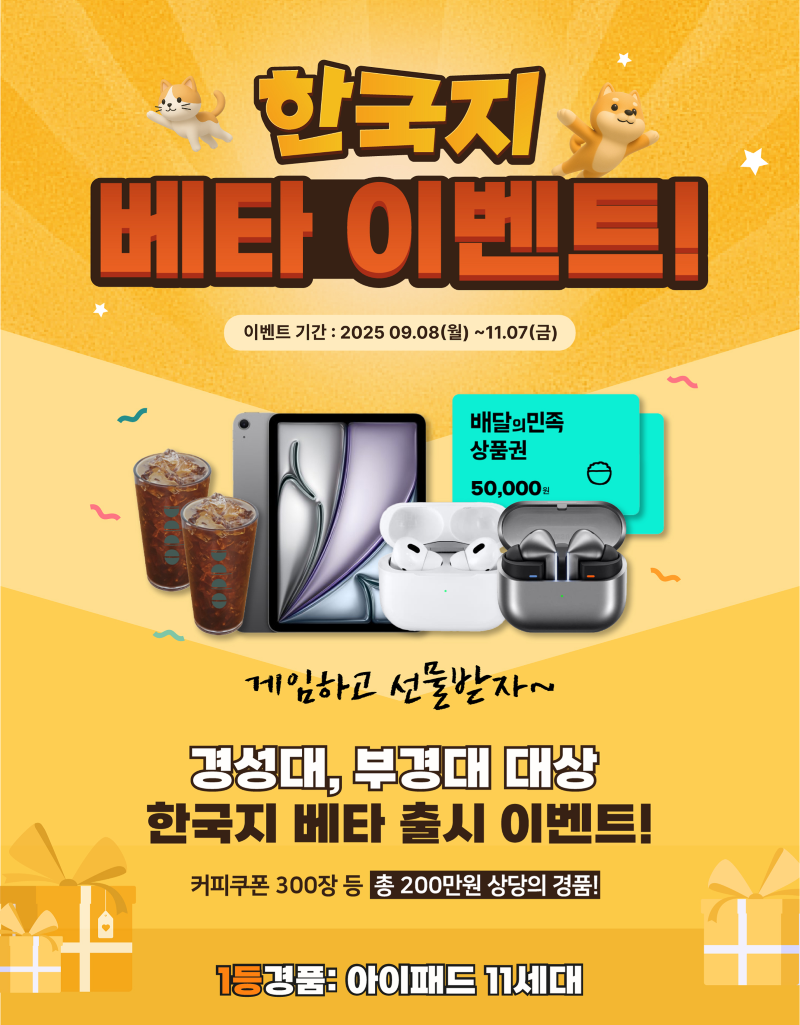 한국지
베타 이벤트!
이벤트 기간 : 2025 09.08(월) ~11.07(금)
배달의민족
상품권
50,000원
게임하고 선물받자~
경성대, 부경대 대상
한국지 베타 출시 이벤트!
커피쿠폰 300장 등 총 200만원 상당의 경품!
1등경품: 아이패드 11세대